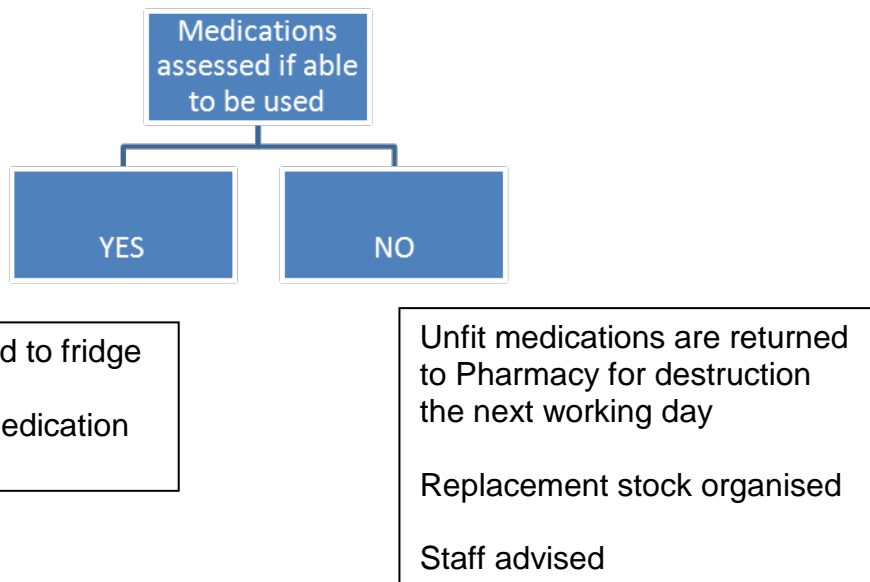 Medications
assessed if able
to be used
YES
NO
d to fridge
edication
Unfit medications are returned
to Pharmacy for destruction
the next working day
Replacement stock organised
Staff advised